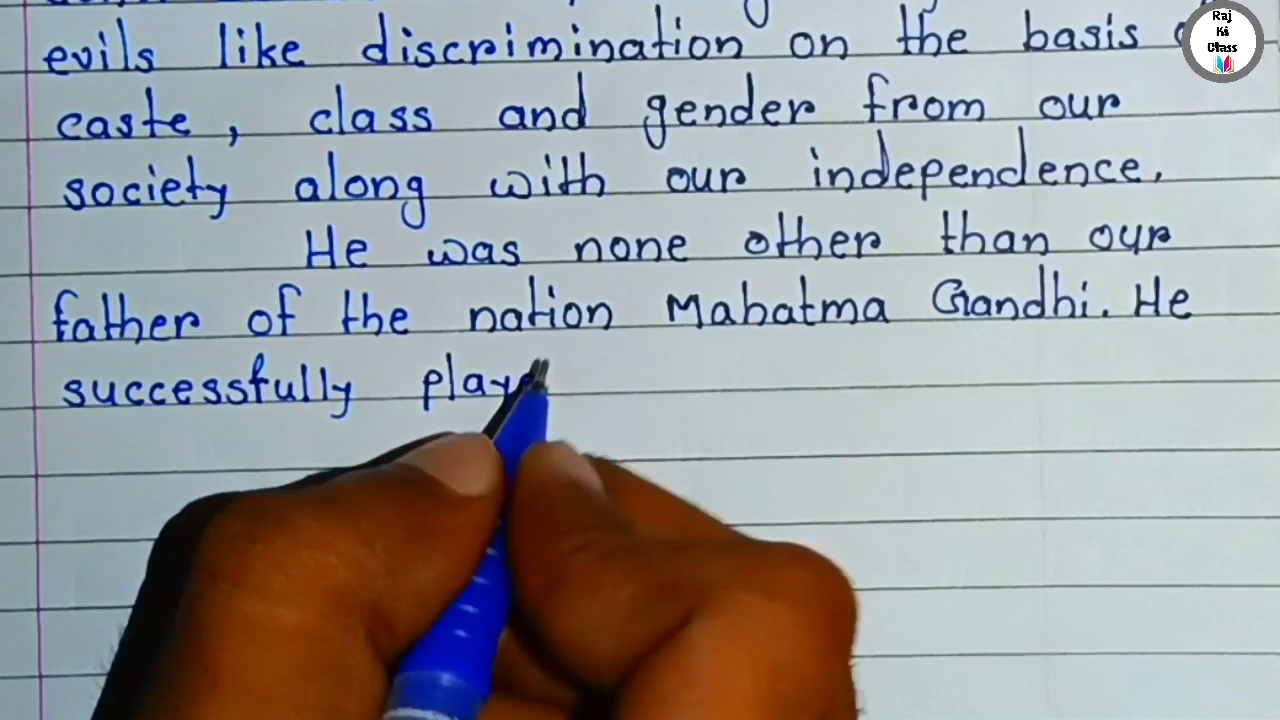 evils like discrimination on the basis
caste, class and gender from our
society along with our independence.
He was none other than our
father of the nation Mahatma Gandhi. He
successfully playe
Raj
Ki
Class